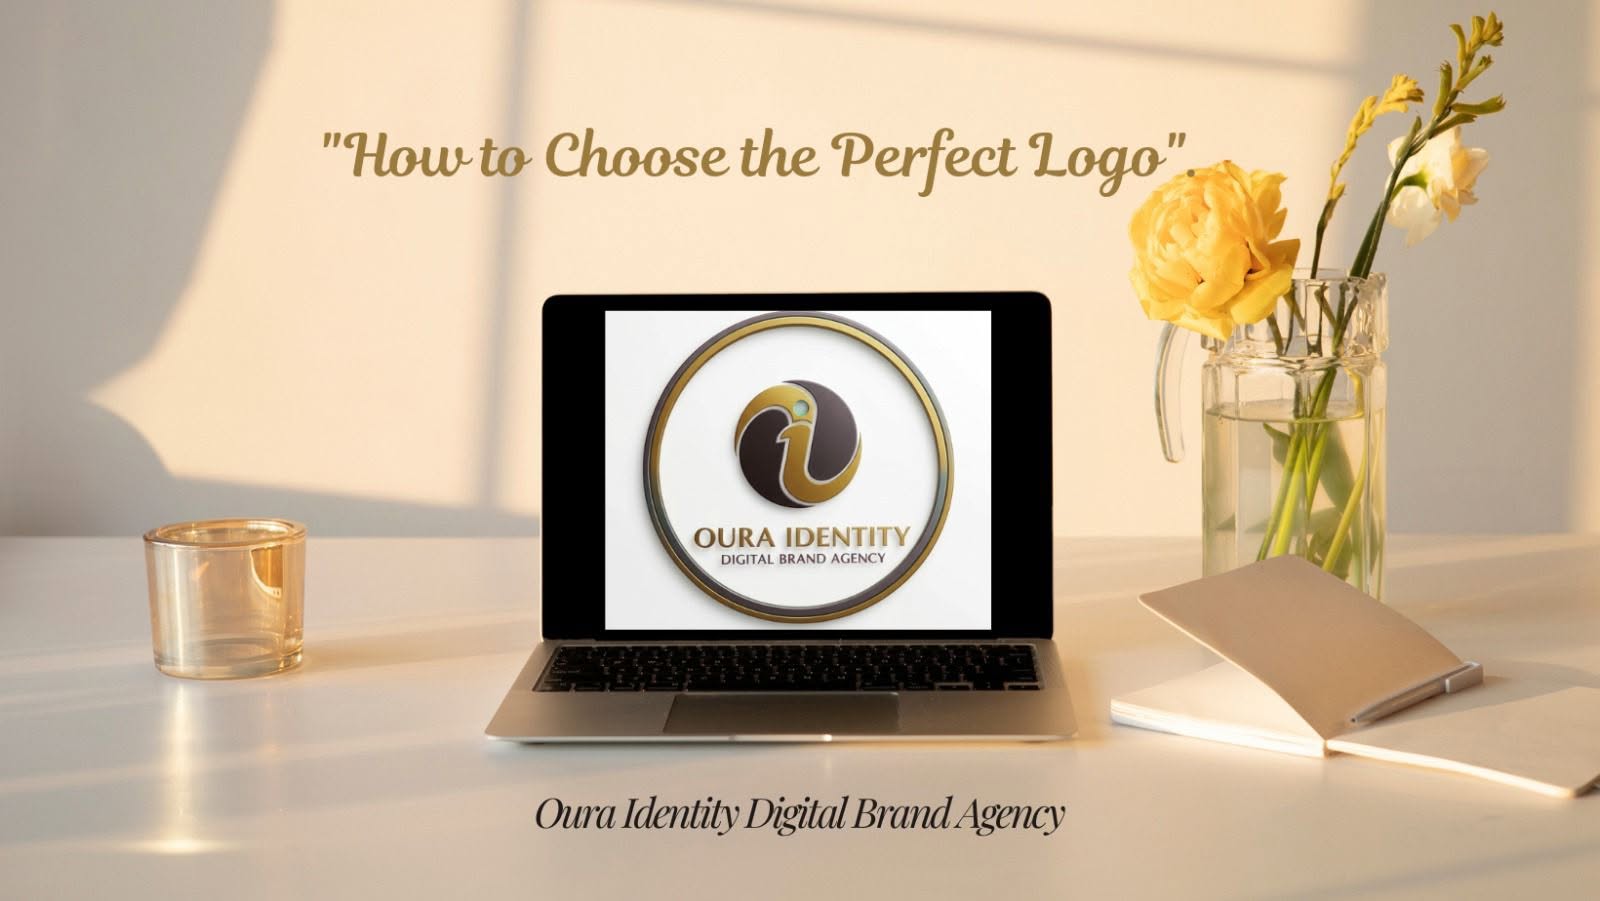 "How to Choose the Perfect Logo".
OURA IDENTITY
DIGITAL BRAND AGENCY
Oura Identity Digital Brand Agency